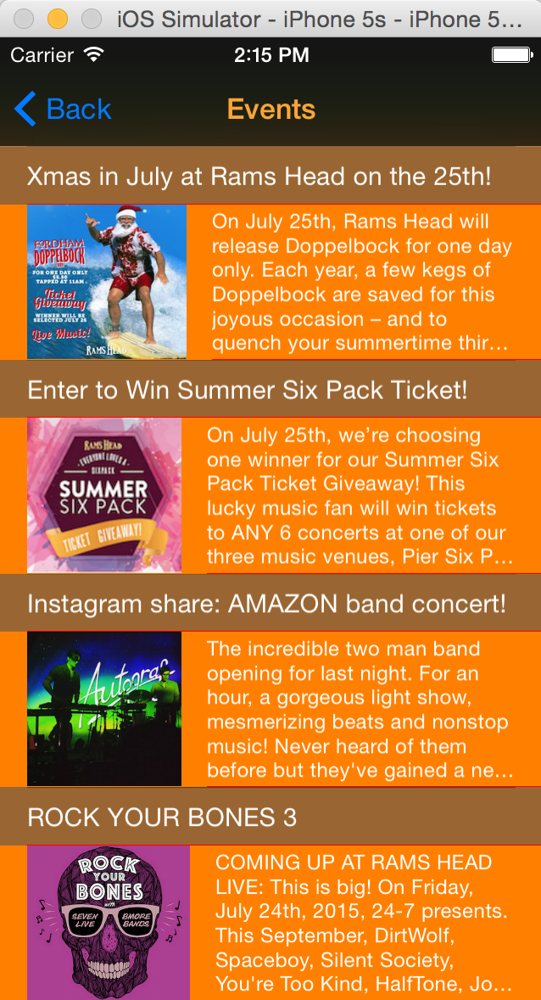 iOS Simulator - iPhone 5s - iPhone 5...
Carrier 2:15 PM
Back Events
Xmas in July at Rams Head on the 25th!
FORDHAM
DOPPELBOCK
FOR ONE DAY ONLY
$5.50
TAPPED AT 11AM
Ticket
Giveaway
WINNER WILL BE
SELECTED JULY 25
Live Music!
RAMS HEAD
On July 25th, Rams Head will
release Doppelbock for one day
only. Each year, a few kegs of
Doppelbock are saved for this
joyous occasion – and to
quench your summertime thir...
Enter to Win Summer Six Pack Ticket!
RAMS HEAD
EVERYONE LOVES A
SIXPACK
SUMMER
SIX PACK
TICKET GIVEAWAY!
On July 25th, we’re choosing
one winner for our Summer Six
Pack Ticket Giveaway! This
lucky music fan will win tickets
to ANY 6 concerts at one of our
three music venues, Pier Six P...
Instagram share: AMAZON band concert!
Autograf
The incredible two man band
opening for last night. For an
hour, a gorgeous light show,
mesmerizing beats and nonstop
music! Never heard of them
before but they've gained a ne...
ROCK YOUR BONES 3
ROCK
YOUR
BONES
with
SEVEN
LIVE
BMORE
BANDS
COMING UP AT RAMS HEAD
LIVE: This is big! On Friday,
July 24th, 2015, 24-7 presents.
This September, DirtWolf,
Spaceboy, Silent Society,
You're Too Kind, HalfTone, Jo...